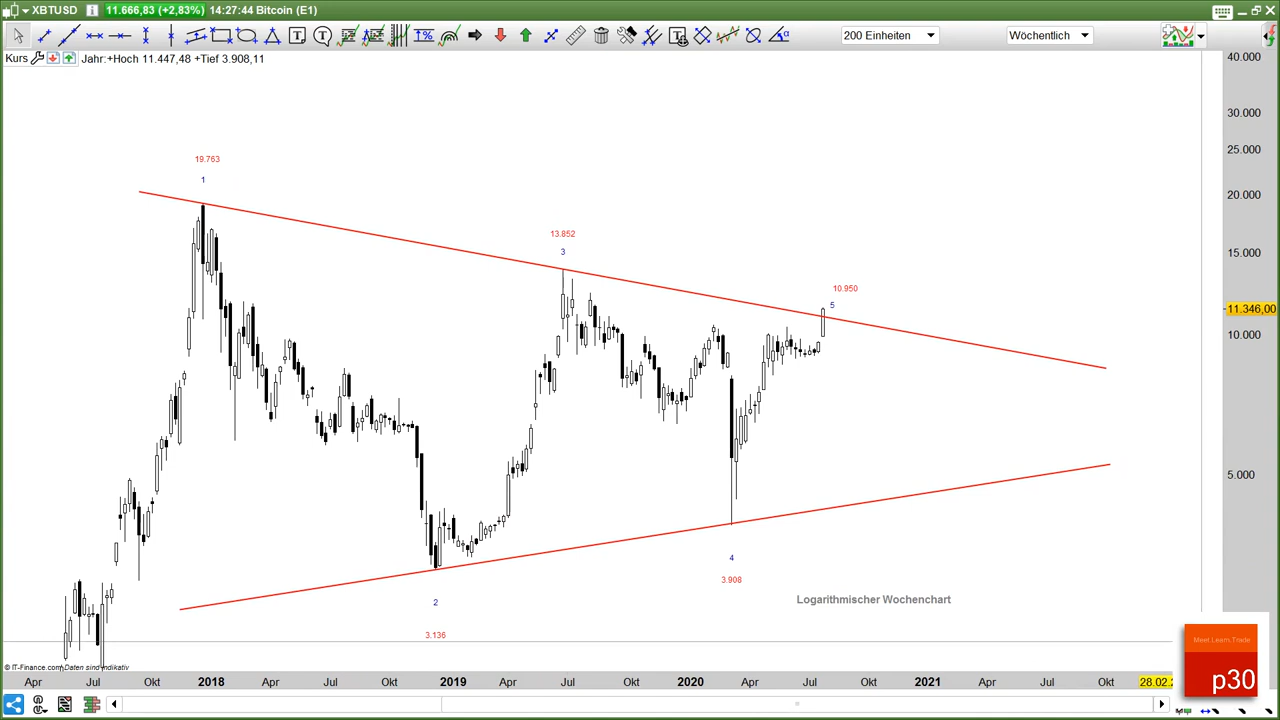 XBTUSD 11.666,83 (+2,83%) 14:27:44 Bitcoin (E1)
200 Einheiten Wöchentlich
Kurs Jahr:+Hoch 11.447,48 +Tief 3.908,11
40.000
30.000
25.000
19.763
1
20.000
13.852
3
15.000
10.950
5
11.346,00
10.000
5.000
4
3.908
Logarithmischer Wochenchart
2
3.136
Meet.Learn.Trade
p30
© IT-Finance.com Daten sind indikativ
Apr Jul Okt 2018 Apr Jul Okt 2019 Apr Jul Okt 2020 Apr Jul Okt 2021 Apr Jul Okt 28.02.2